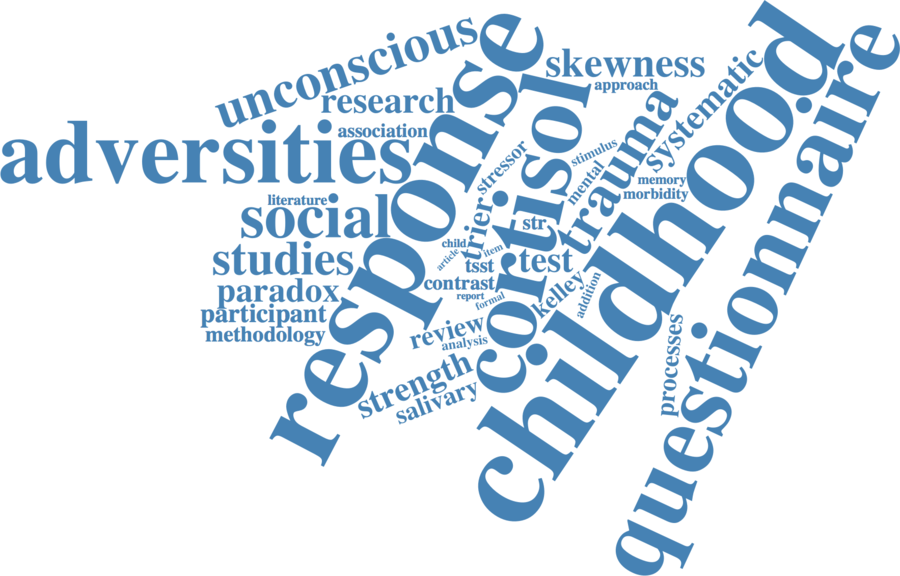 unconscious
response
skewness
approach
childhood
questionnaire
research
cortisol
systematic
adversities
association
trauma
stressor
stimulus
mental
memory
morbidity
literature
social
trier
str
child
item
article
studies
tsst
test
paradox
contrast
report
formal
kelley
addition
participant
methodology
review
analysis
processes
strength
salivary